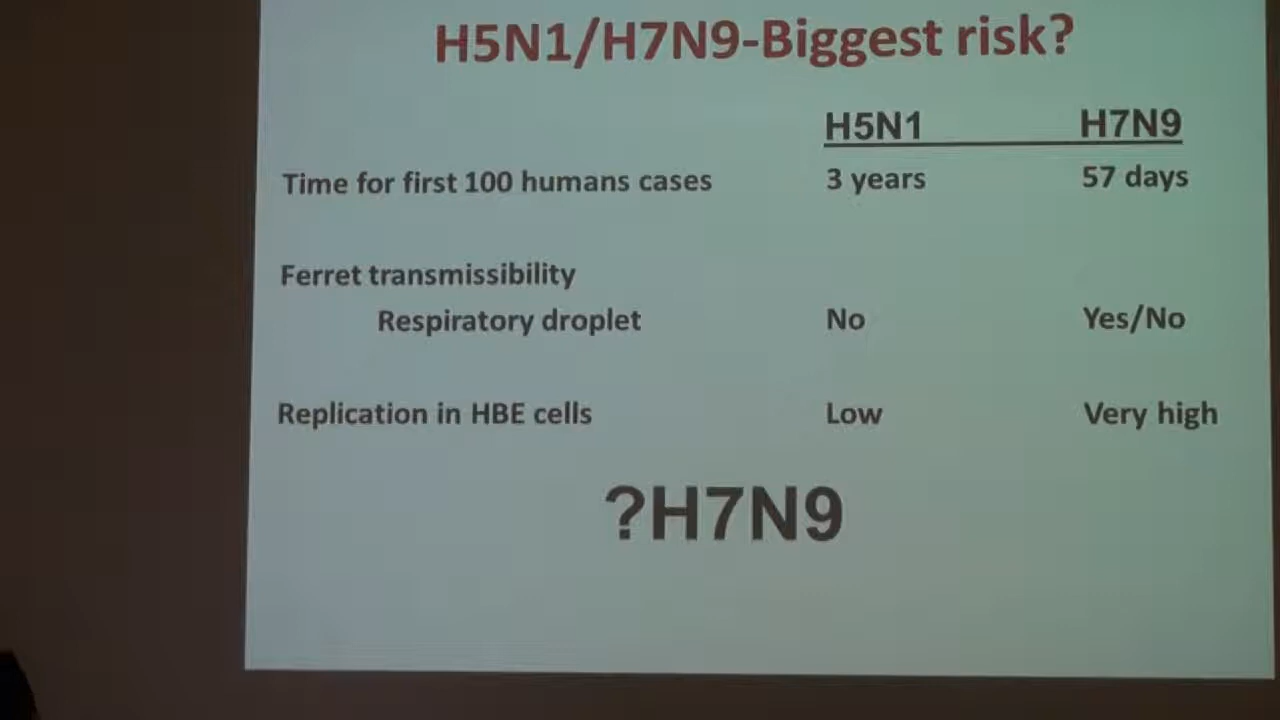 H5N1/H7N9-Biggest risk?
H5N1 H7N9
Time for first 100 humans cases 3 years 57 days
Ferret transmissibility
Respiratory droplet No Yes/No
Replication in HBE cells Low Very high
?H7N9